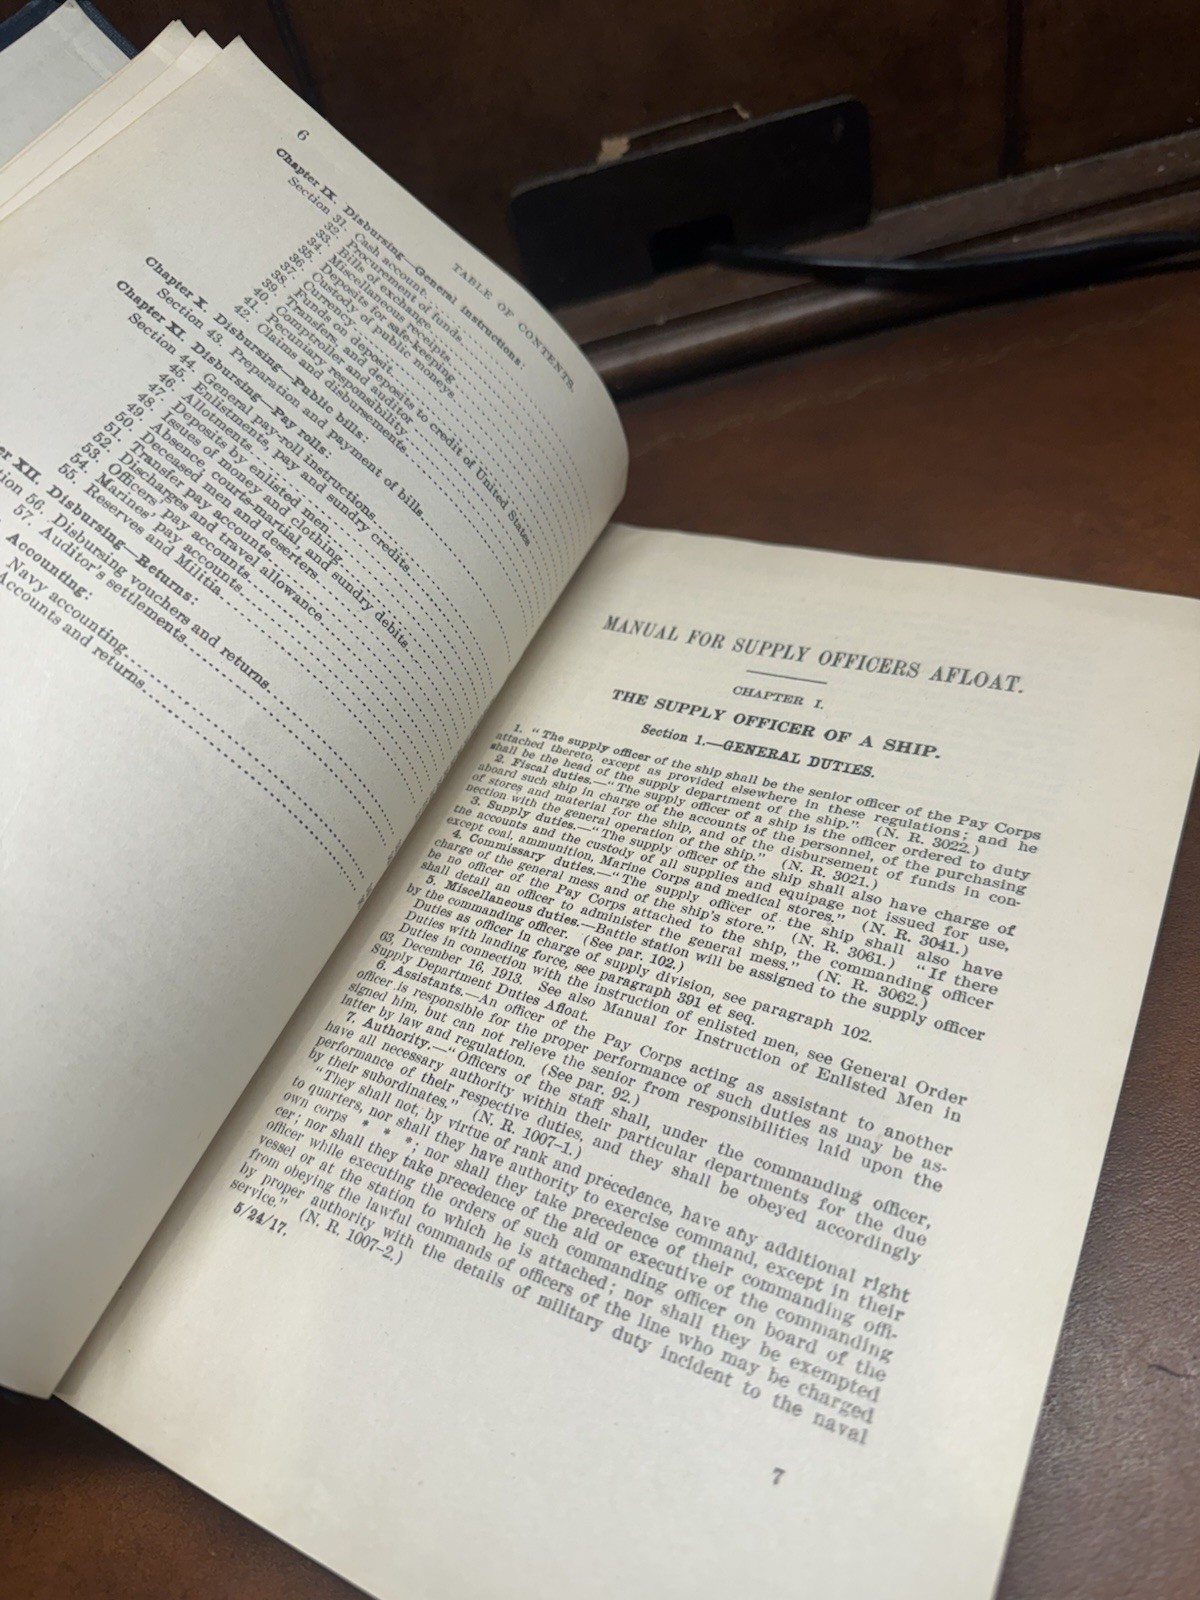 6
TABLE OF CONTENTS.
Chapter IX. Disbursing—General instructions:
Section 31. Cash account
32. Procurement of funds
33. Bills of exchange
34. Miscellaneous receipts
35. Deposits for safe-keeping
36. Custody of public moneys
37. Currency
38. Funds on deposit
39. Transfers, and deposits to credit of United States
40. Comptroller and auditor
41. Pecuniary responsibility
42. Claims and disbursements
Chapter X. Disbursing—Public bills:
Section 43. Preparation and payment of bills
Chapter XI. Disbursing—Pay rolls:
Section 44. General pay-roll instructions
45. Enlistments, pay and sundry credits
46. Allotments
47. Deposits by enlisted men
48. Issues of money and clothing
49. Absence, courts-martial, and sundry debits
50. Deceased men and deserters
51. Transfer pay accounts
52. Discharges and travel allowance
53. Officers' pay accounts
54. Marines' pay accounts
55. Reserves and Militia
er XII. Disbursing—Returns:
tion 56. Disbursing vouchers and returns
57. Auditor's settlements
Accounting:
Navy accounting
Accounts and returns
MANUAL FOR SUPPLY OFFICERS AFLOAT.
CHAPTER I.
THE SUPPLY OFFICER OF A SHIP.
Section 1.—GENERAL DUTIES.
1. "The supply officer of the ship shall be the senior officer of the Pay Corps
attached thereto, except as provided elsewhere in these regulations; and he
shall be the head of the supply department of the ship." (N. R. 3022.)
2. Fiscal duties.—"The supply officer of a ship is the officer ordered to duty
aboard such ship in charge of the accounts of the personnel, of the purchasing
of stores and material for the ship, and of the disbursement of funds in con-
nection with the general operation of the ship." (N. R. 3021.)
3. Supply duties.—"The supply officer of the ship shall also have charge of
the accounts and the custody of all supplies and equipage not issued for use,
except coal, ammunition, Marine Corps and medical stores." (N. R. 3041.)
4. Commissary duties.—"The supply officer of the ship shall also have
charge of the general mess and of the ship's store." (N. R. 3061.) "If there
be no officer of the Pay Corps attached to the ship, the commanding officer
shall detail an officer to administer the general mess." (N. R. 3062.)
5. Miscellaneous duties.—Battle station will be assigned to the supply officer
by the commanding officer. (See par. 102.)
Duties as officer in charge of supply division, see paragraph 102.
Duties with landing force, see paragraph 391 et seq.
Duties in connection with the instruction of enlisted men, see General Order
63, December 16, 1913. See also Manual for Instruction of Enlisted Men in
Supply Department Duties Afloat.
6. Assistants.—An officer of the Pay Corps acting as assistant to another
officer is responsible for the proper performance of such duties as may be as-
signed him, but can not relieve the senior from responsibilities laid upon the
latter by law and regulation. (See par. 92.)
7. Authority.—"Officers of the staff shall, under the commanding officer,
have all necessary authority within their particular departments for the due
performance of their respective duties, and they shall be obeyed accordingly
by their subordinates." (N. R. 1007-1.)
"They shall not, by virtue of rank and precedence, have any additional right
to quarters, nor shall they have authority to exercise command, except in their
own corps * * *; nor shall they take precedence of their commanding offi-
cer; nor shall they take precedence of the aid or executive of the commanding
officer while executing the orders of such commanding officer on board of the
vessel or at the station to which he is attached; nor shall they be exempted
from obeying the lawful commands of officers of the line who may be charged
by proper authority with the details of military duty incident to the naval
service." (N. R. 1007-2.)
5/24/17.
7